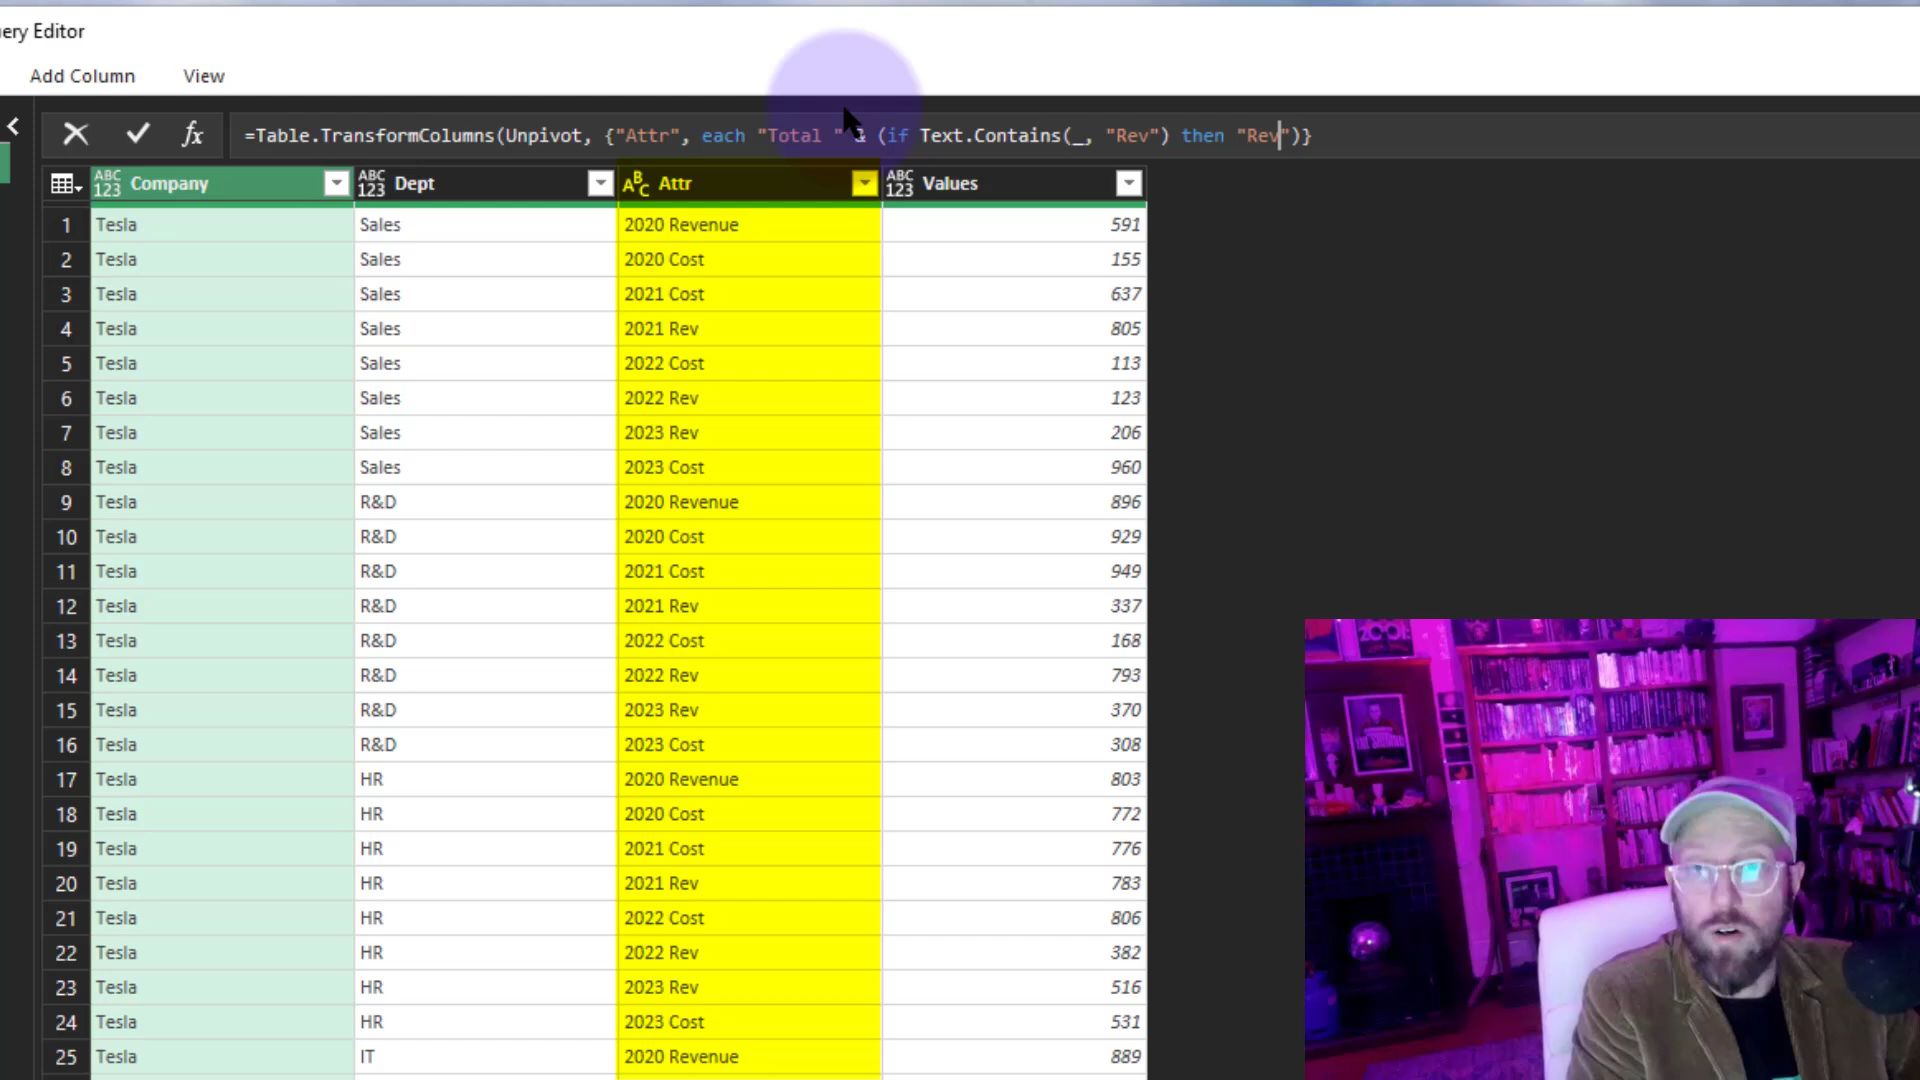 ery Editor
Add Column View
=Table.TransformColumns(Unpivot, {"Attr", each "Total " & (if Text.Contains(_, "Rev") then "Rev")}
ABC 123 Company ABC 123 Dept ABC Attr ABC 123 Values
1 Tesla Sales 2020 Revenue 591
2 Tesla Sales 2020 Cost 155
3 Tesla Sales 2021 Cost 637
4 Tesla Sales 2021 Rev 805
5 Tesla Sales 2022 Cost 113
6 Tesla Sales 2022 Rev 123
7 Tesla Sales 2023 Rev 206
8 Tesla Sales 2023 Cost 960
9 Tesla R&D 2020 Revenue 896
10 Tesla R&D 2020 Cost 929
11 Tesla R&D 2021 Cost 949
12 Tesla R&D 2021 Rev 337
13 Tesla R&D 2022 Cost 168
14 Tesla R&D 2022 Rev 793
15 Tesla R&D 2023 Rev 370
16 Tesla R&D 2023 Cost 308
17 Tesla HR 2020 Revenue 803
18 Tesla HR 2020 Cost 772
19 Tesla HR 2021 Cost 776
20 Tesla HR 2021 Rev 783
21 Tesla HR 2022 Cost 806
22 Tesla HR 2022 Rev 382
23 Tesla HR 2023 Rev 516
24 Tesla HR 2023 Cost 531
25 Tesla IT 2020 Revenue 889